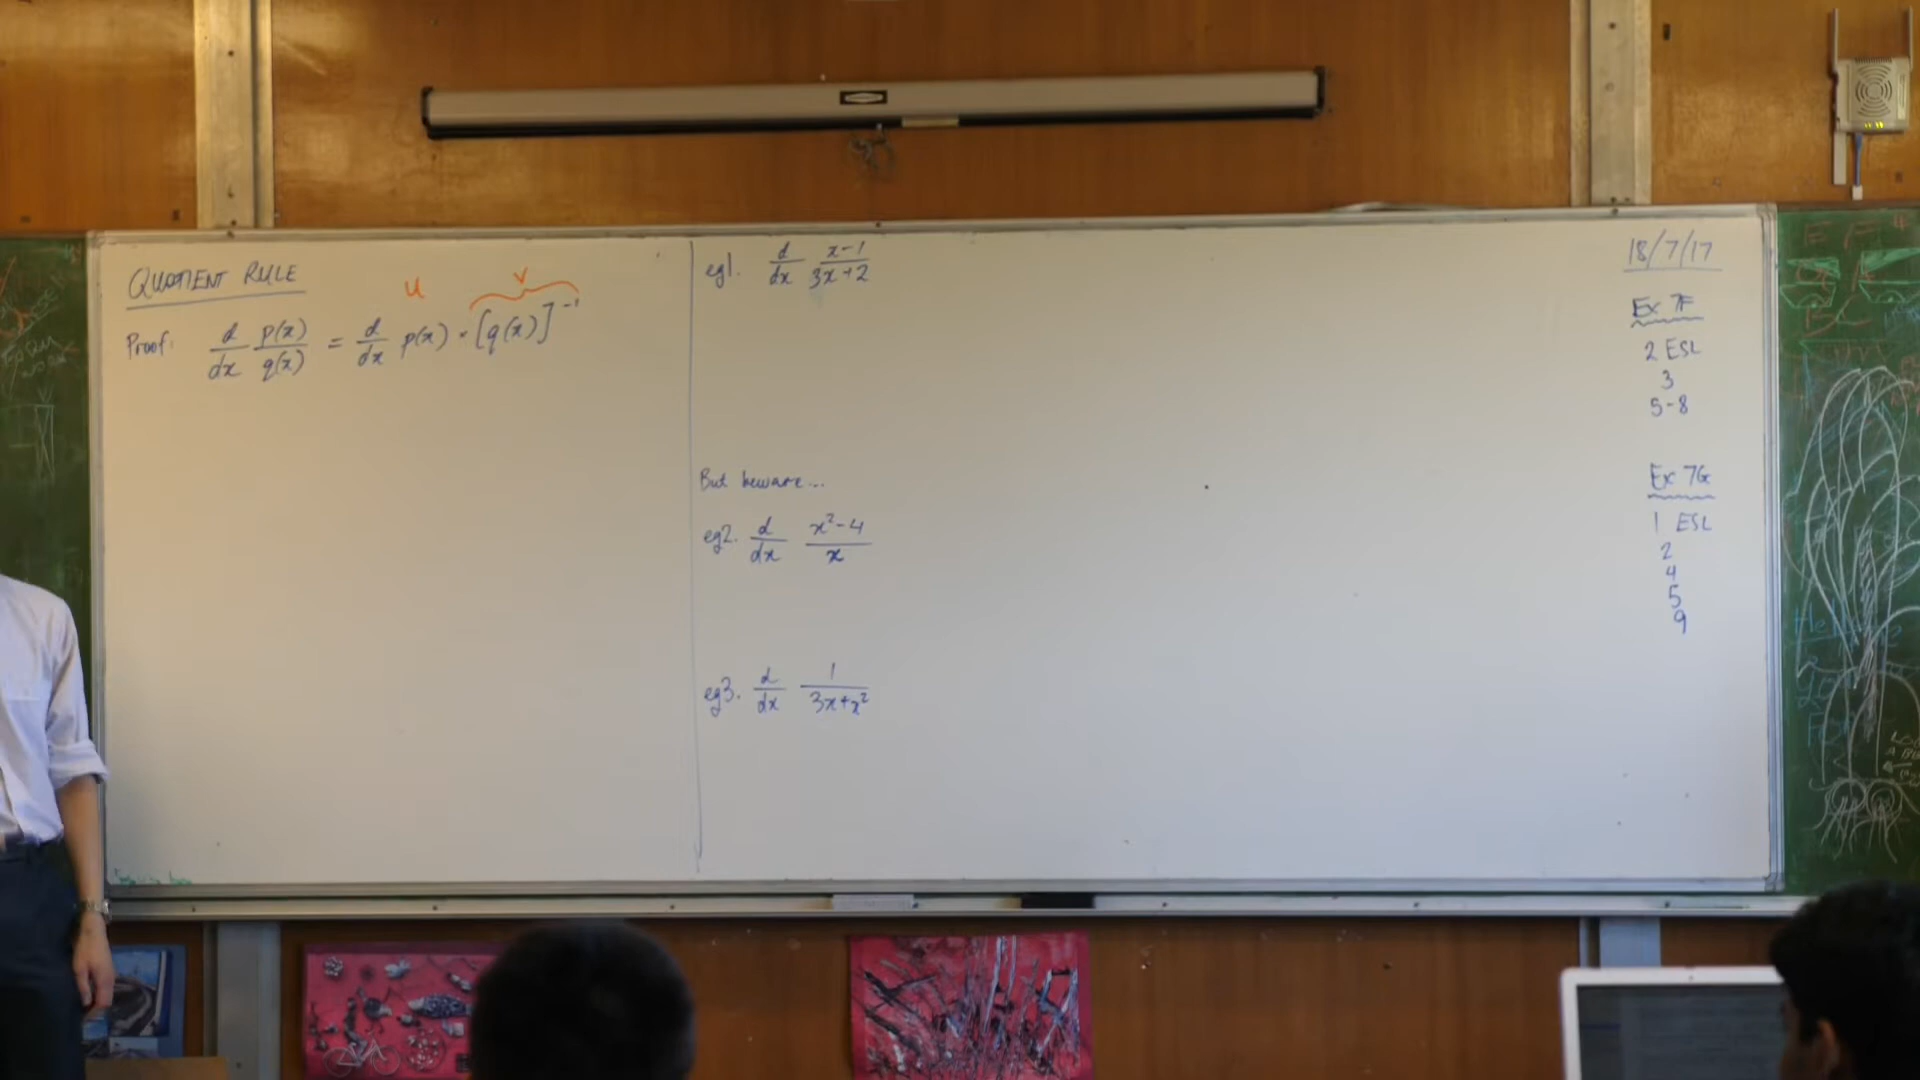 QUOTIENT RULE
u v
Proof: d/dx p(x)/q(x) = d/dx p(x) · [q(x)]⁻¹
eg1. d/dx (x-1)/(3x+2)
But beware...
eg2. d/dx (x²-4)/x
eg3. d/dx 1/(3x+x²)
18/7/17
Ex 7F
2 ESL
3
5-8
Ex 7G
1 ESL
2
4
5
9